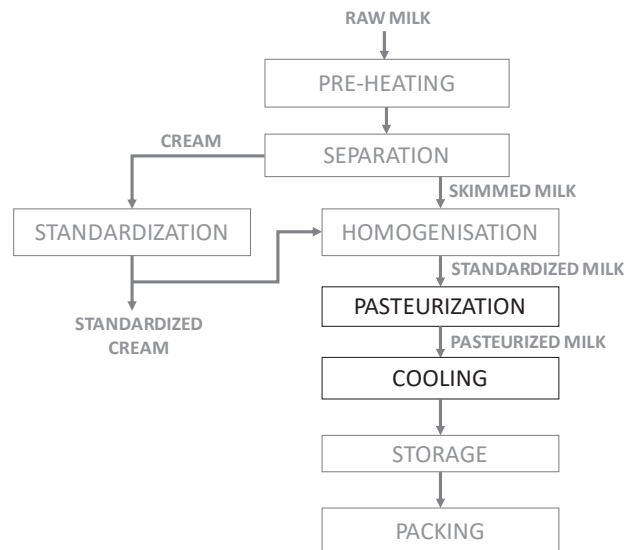 RAW MILK
PRE-HEATING
CREAM
SEPARATION
SKIMMED MILK
STANDARDIZATION
HOMOGENISATION
STANDARDIZED MILK
STANDARDIZED
CREAM
PASTEURIZATION
PASTEURIZED MILK
COOLING
STORAGE
PACKING